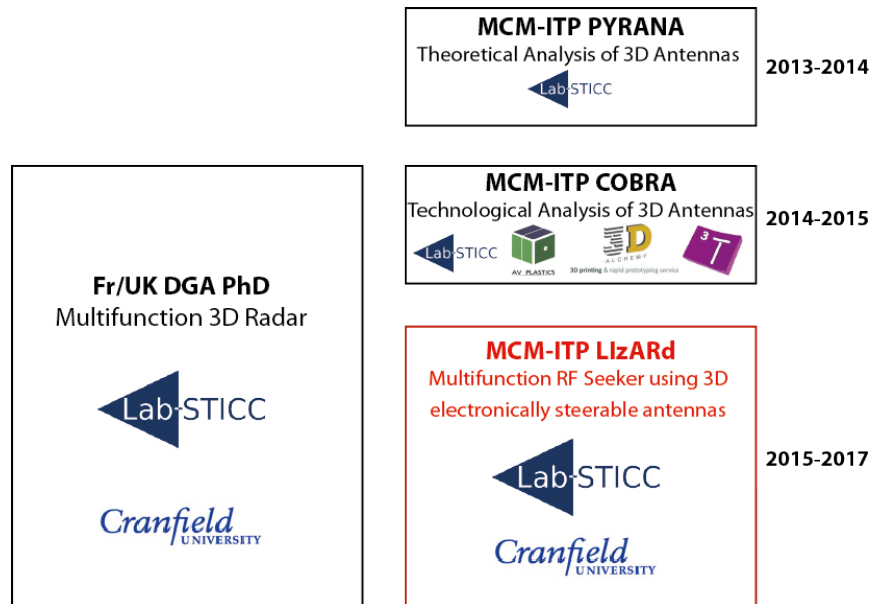 MCM-ITP PYRANA
Theoretical Analysis of 3D Antennas
Lab-STICC
2013-2014
MCM-ITP COBRA
Technological Analysis of 3D Antennas
Lab-STICC
AV PLASTICS
3D
ALCHEMY
3D printing & rapid prototyping service
3T
2014-2015
Fr/UK DGA PhD
Multifunction 3D Radar
Lab-STICC
Cranfield
UNIVERSITY
MCM-ITP LIzARd
Multifunction RF Seeker using 3D
electronically steerable antennas
Lab-STICC
Cranfield
UNIVERSITY
2015-2017